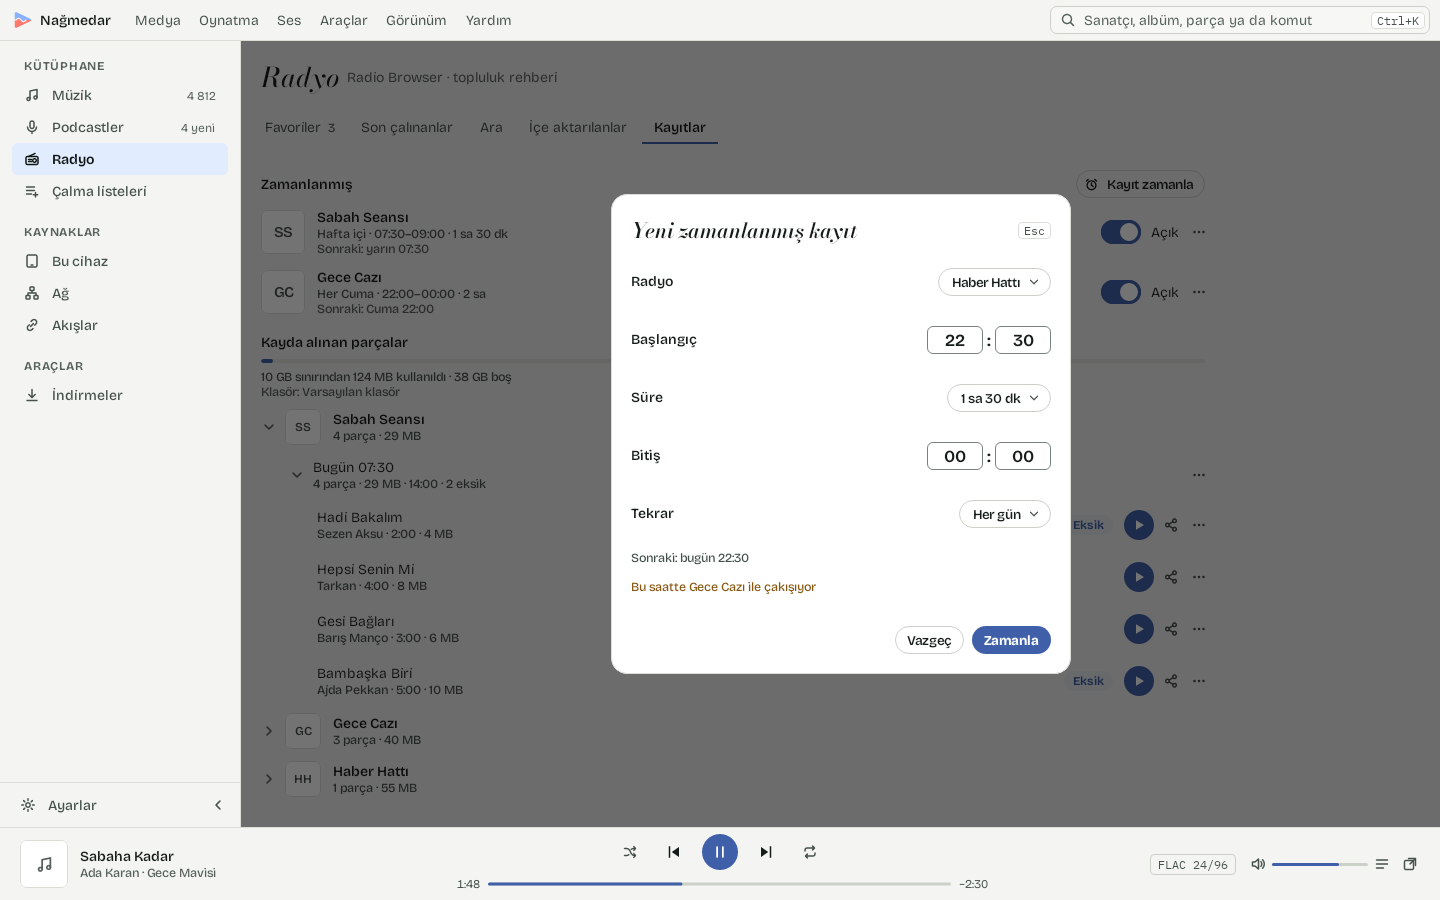 Nağmedar
Medya
Oynatma
Ses
Araçlar
Görünüm
Yardım
Sanatçı, albüm, parça ya da komut
Ctrl+K
KÜTÜPHANE
Müzik
4 812
Podcastler
4 yeni
Radyo
Çalma listeleri
KAYNAKLAR
Bu cihaz
Ağ
Akışlar
ARAÇLAR
İndirmeler
Ayarlar
Radyo
Radio Browser · topluluk rehberi
Favoriler 3
Son çalınanlar
Ara
İçe aktarılanlar
Kayıtlar
Zamanlanmış
Kayıt zamanla
SS
Sabah Seansı
Hafta içi · 07:30–09:00 · 1 sa 30 dk
Sonraki: yarın 07:30
Açık
GC
Gece Cazı
Her Cuma · 22:00–00:00 · 2 sa
Sonraki: Cuma 22:00
Açık
Kayda alınan parçalar
10 GB sınırından 124 MB kullanıldı · 38 GB boş
Klasör: Varsayılan klasör
SS
Sabah Seansı
4 parça · 29 MB
Bugün 07:30
4 parça · 29 MB · 14:00 · 2 eksik
Hadi Bakalım
Sezen Aksu · 2:00 · 4 MB
Eksik
Hepsi Senin Mi
Tarkan · 4:00 · 8 MB
Gesi Bağları
Barış Manço · 3:00 · 6 MB
Bambaşka Biri
Ajda Pekkan · 5:00 · 10 MB
Eksik
GC
Gece Cazı
3 parça · 40 MB
HH
Haber Hattı
1 parça · 55 MB
Yeni zamanlanmış kayıt
Esc
Radyo
Haber Hattı
Başlangıç
22 : 30
Süre
1 sa 30 dk
Bitiş
00 : 00
Tekrar
Her gün
Sonraki: bugün 22:30
Bu saatte Gece Cazı ile çakışıyor
Vazgeç
Zamanla
Sabaha Kadar
Ada Karan · Gece Mavisi
1:48
−2:30
FLAC 24/96